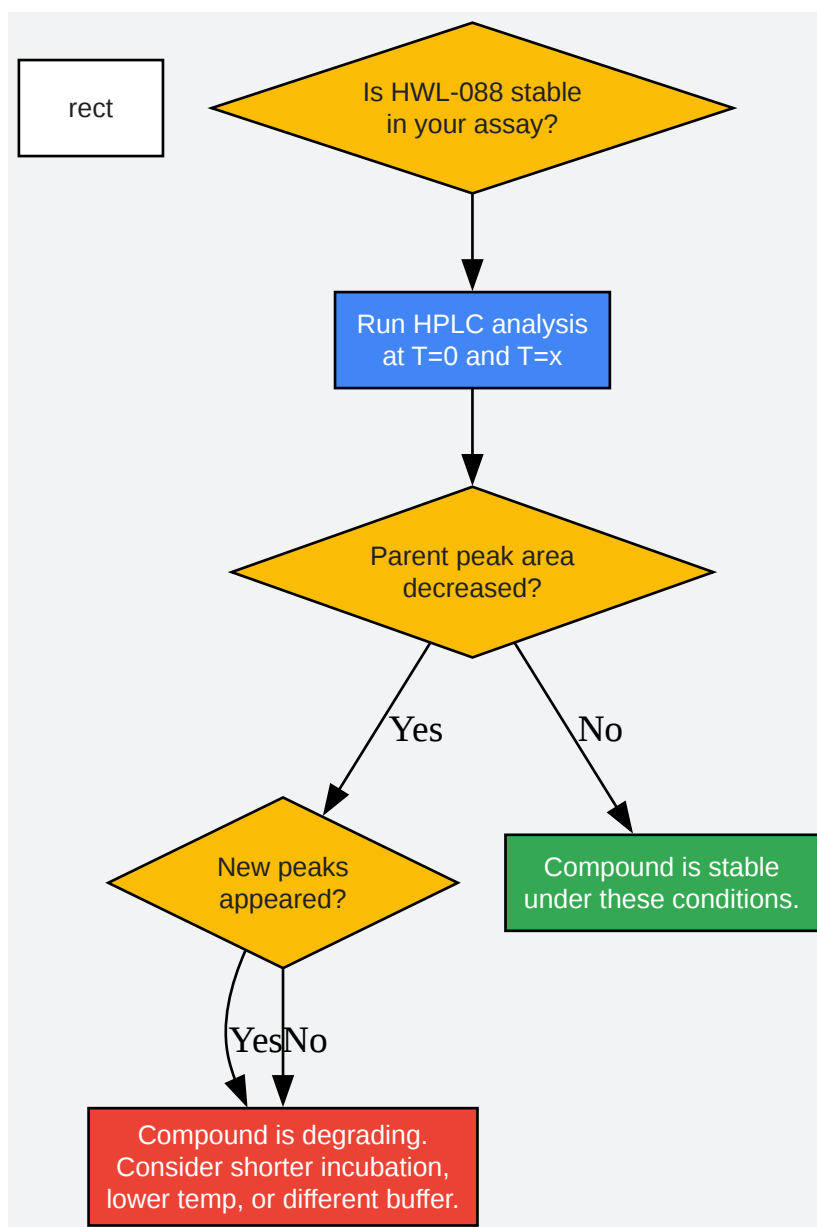 rect
Is HWL-088 stable
in your assay?
Run HPLC analysis
at T=0 and T=x
Parent peak area
decreased?
Yes
No
New peaks
appeared?
Compound is stable
under these conditions.
Yes
No
Compound is degrading.
Consider shorter incubation,
lower temp, or different buffer.